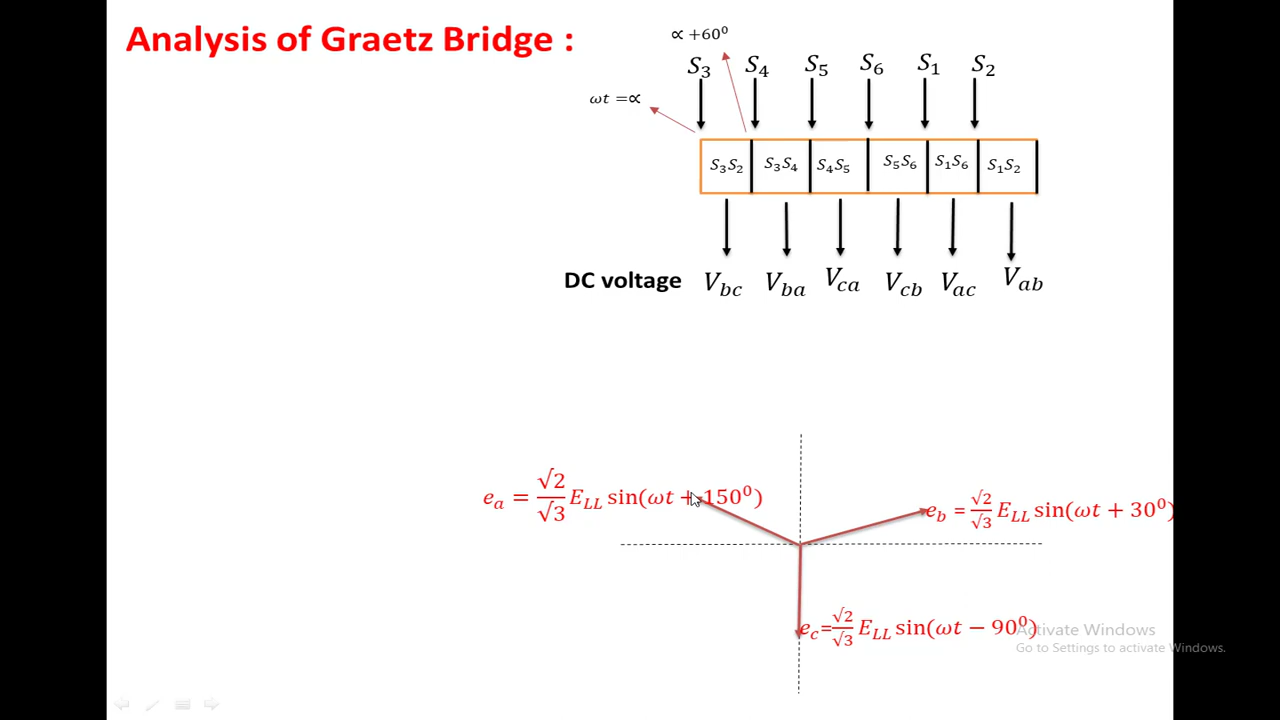 Analysis of Graetz Bridge :
∝ +60⁰
S₃ S₄ S₅ S₆ S₁ S₂
ωt =∝
S₃S₂ S₃S₄ S₄S₅ S₅S₆ S₁S₆ S₁S₂
DC voltage V_bc V_ba V_ca V_cb V_ac V_ab
e_a = √2/√3 E_LL sin(ωt + 150⁰)
e_b = √2/√3 E_LL sin(ωt + 30⁰)
e_c=√2/√3 E_LL sin(ωt − 90⁰)
Activate Windows
Go to Settings to activate Windows.